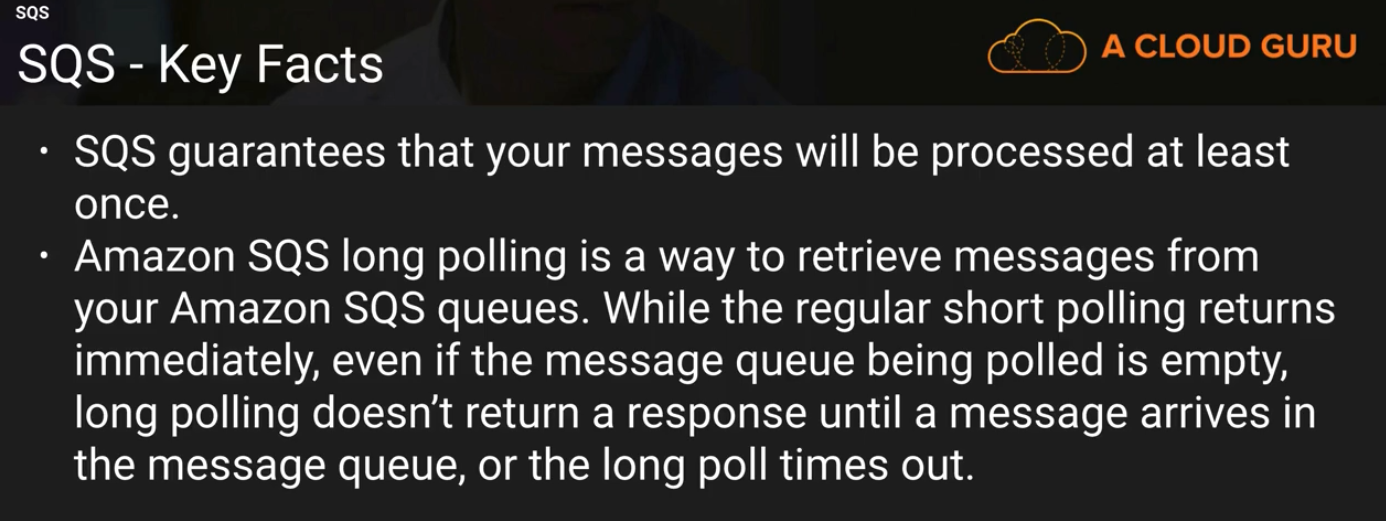 SQS
SQS - Key Facts
A CLOUD GURU
• SQS guarantees that your messages will be processed at least
once.
• Amazon SQS long polling is a way to retrieve messages from
your Amazon SQS queues. While the regular short polling returns
immediately, even if the message queue being polled is empty,
long polling doesn’t return a response until a message arrives in
the message queue, or the long poll times out.